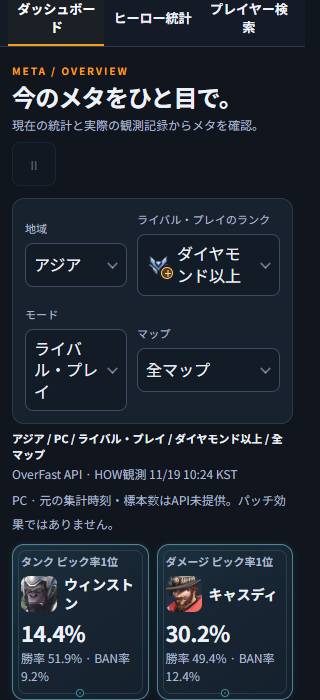 ダッシュボー
ド
ヒーロー統計
プレイヤー検
索
META / OVERVIEW
今のメタをひと目で。
現在の統計と実際の観測記録からメタを確認。
地域
ライバル・プレイのランク
アジア
ダイヤモ
ンド以上
モード
マップ
ライバ
ル・プレ
イ
全マップ
アジア / PC / ライバル・プレイ / ダイヤモンド以上 / 全
マップ
OverFast API · HOW観測 11/19 10:24 KST
PC · 元の集計時刻・標本数はAPI未提供。パッチ効
果ではありません。
タンク ピック率1位
ウィンスト
ン
14.4%
勝率 51.9% · BAN率
9.2%
ダメージ ピック率1位
キャスディ
30.2%
勝率 49.4% · BAN率
12.4%